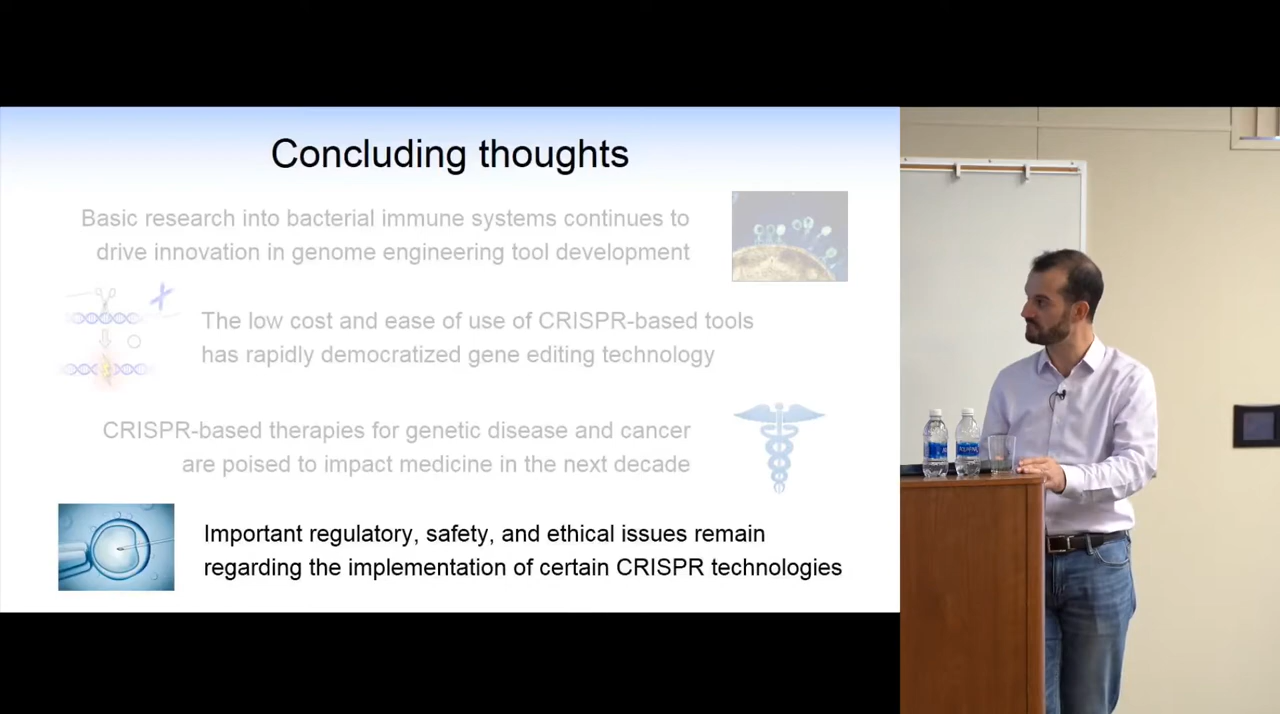 Concluding thoughts
Basic research into bacterial immune systems continues to
drive innovation in genome engineering tool development
The low cost and ease of use of CRISPR-based tools
has rapidly democratized gene editing technology
CRISPR-based therapies for genetic disease and cancer
are poised to impact medicine in the next decade
Important regulatory, safety, and ethical issues remain
regarding the implementation of certain CRISPR technologies